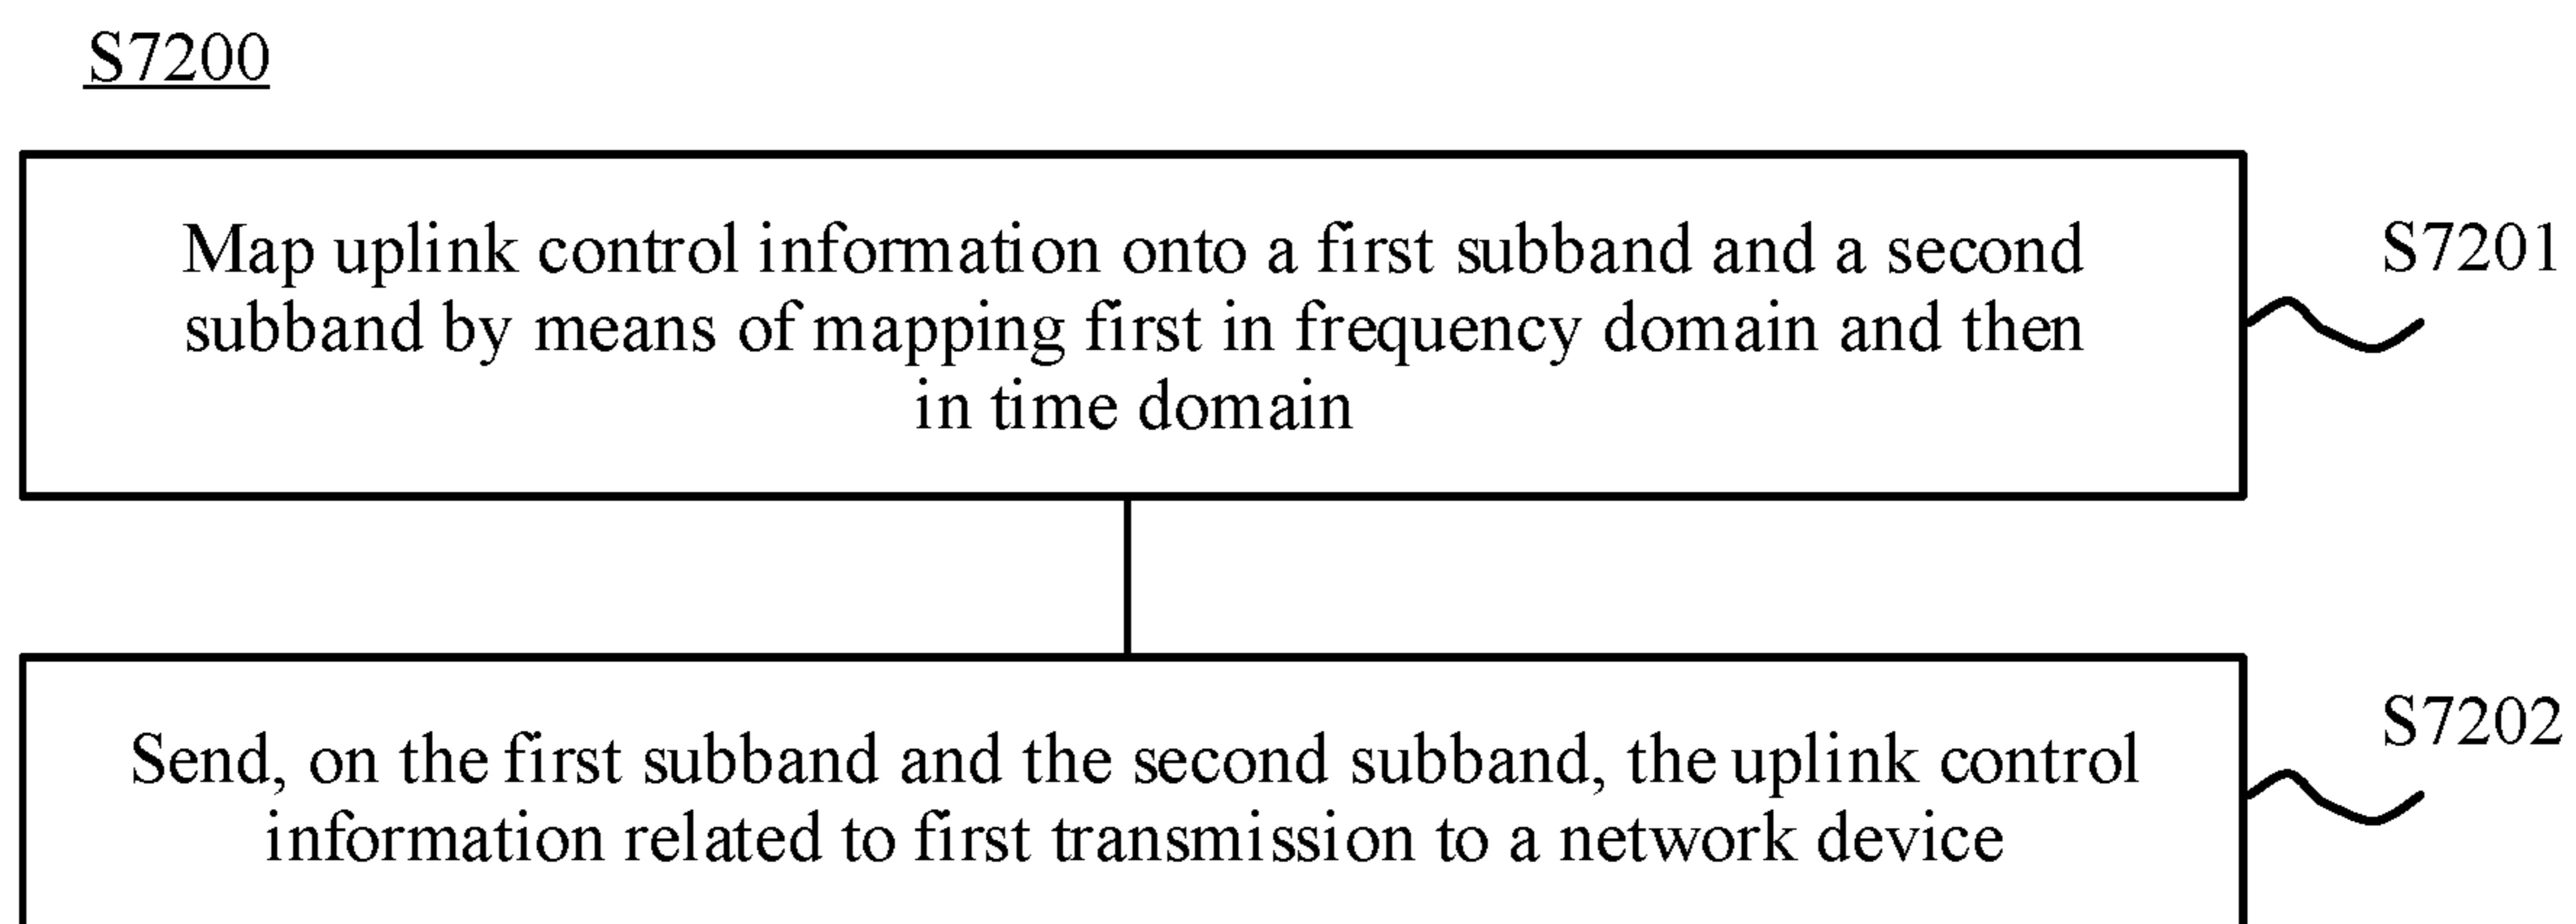 S7200
Map uplink control information onto a first subband and a second
subband by means of mapping first in frequency domain and then
in time domain
S7201
Send, on the first subband and the second subband, the uplink control
information related to first transmission to a network device
S7202